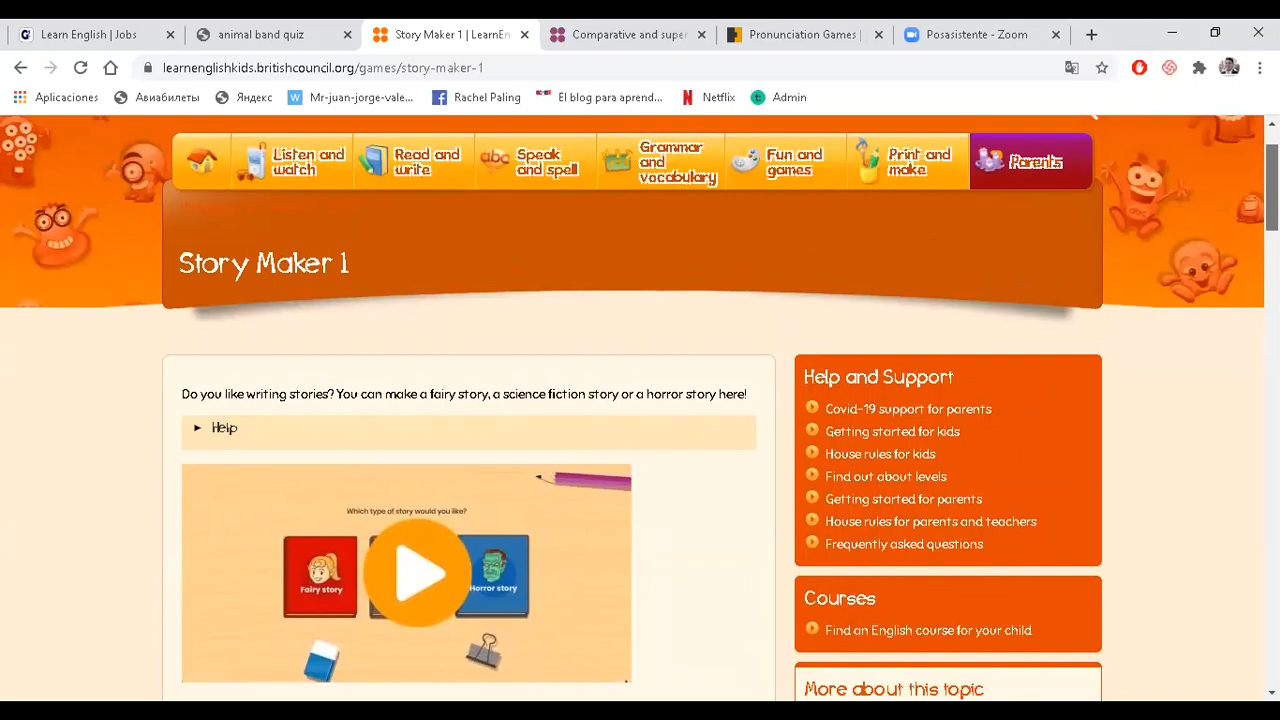 Learn English | Jobs
animal band quiz
Story Maker 1 | LearnEn
Comparative and super
Pronunciation Games |
Posasistente - Zoom
learnenglishkids.britishcouncil.org/games/story-maker-1
Aplicaciones
Авиабилеты
Яндекс
Mr-juan-jorge-vale...
Rachel Paling
El blog para aprend...
Netflix
Admin
Listen and watch
Read and write
abc
Speak and spell
Grammar and vocabulary
Fun and games
Print and make
Parents
Story Maker 1
Do you like writing stories? You can make a fairy story, a science fiction story or a horror story here!
Help
Which type of story would you like?
Fairy story
Horror story
Help and Support
Covid-19 support for parents
Getting started for kids
House rules for kids
Find out about levels
Getting started for parents
House rules for parents and teachers
Frequently asked questions
Courses
Find an English course for your child
More about this topic